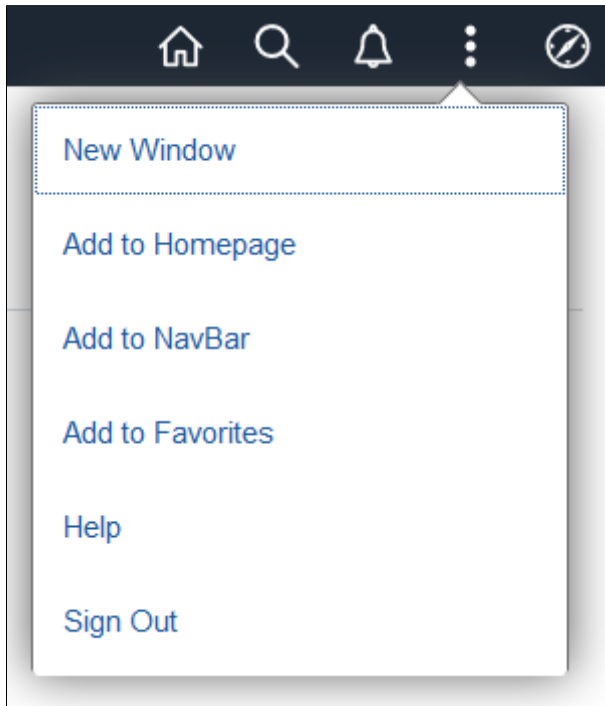 New Window
Add to Homepage
Add to NavBar
Add to Favorites
Help
Sign Out